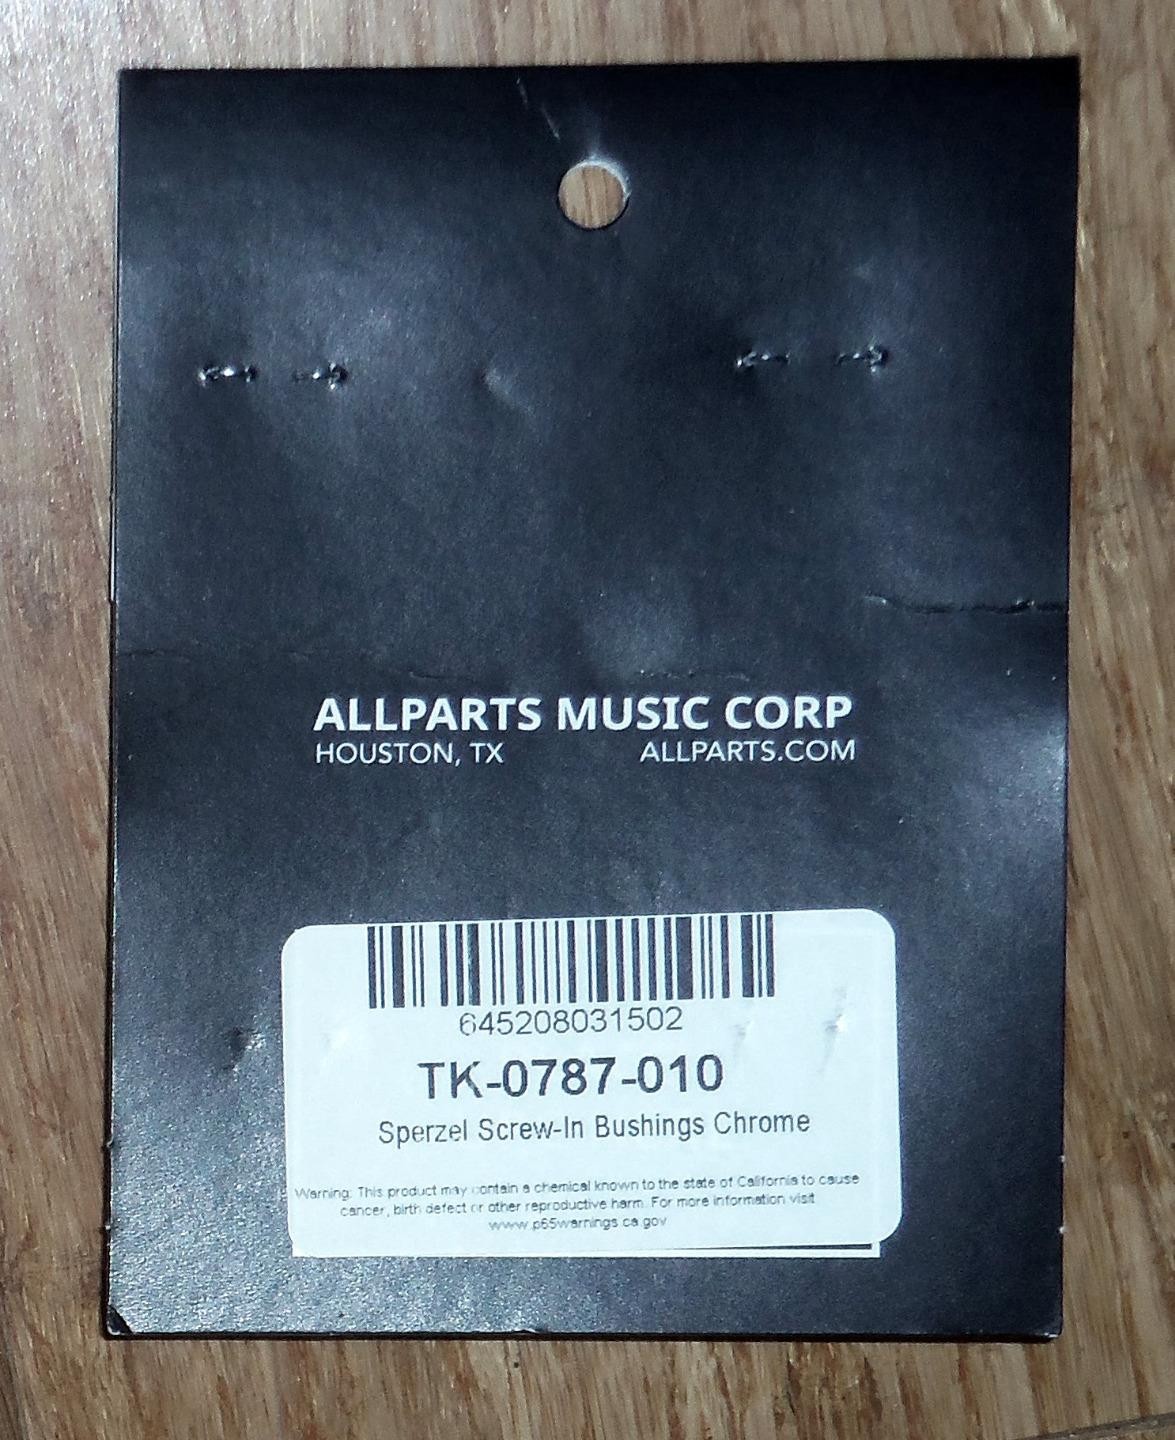 ALLPARTS MUSIC CORP
HOUSTON, TX ALLPARTS.COM
645208031502
TK-0787-010
Sperzel Screw-In Bushings Chrome
Warning: This product may contain a chemical known to the state of California to cause
cancer, birth defect or other reproductive harm. For more information visit
www.p65warnings.ca.gov